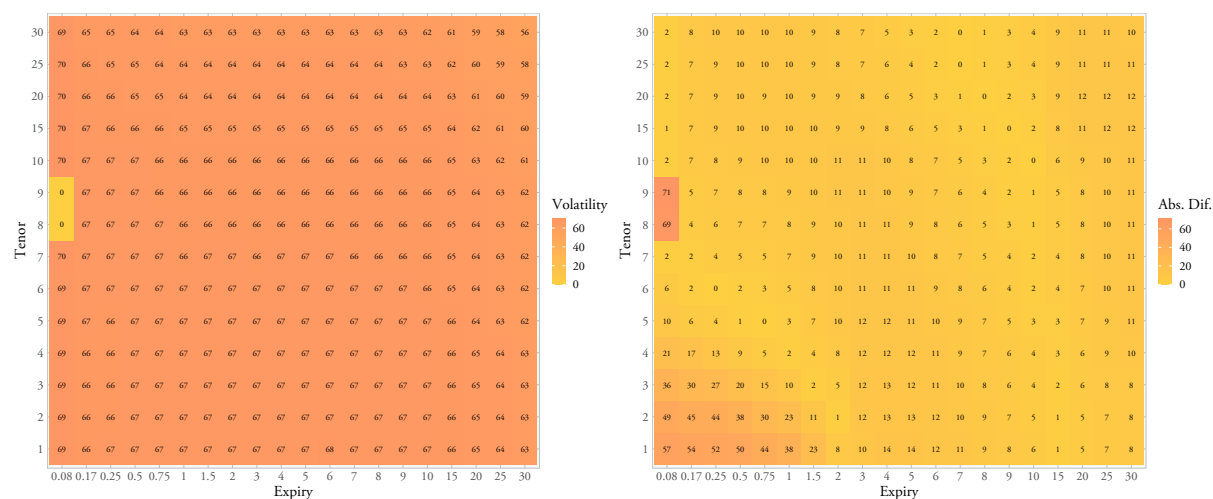 30 69 65 65 64 64 63 63 63 63 63 63 63 63 63 63 62 61 59 58 56
25 70 66 65 65 64 64 64 64 64 64 64 64 64 64 63 63 62 60 59 58
20 70 66 66 65 65 64 64 64 64 64 64 64 64 64 64 64 63 61 60 59
15 70 67 66 66 66 65 65 65 65 65 65 65 65 65 65 65 64 62 61 60
10 70 67 67 67 66 66 66 66 66 66 66 66 66 66 66 66 65 63 62 61
9 0 67 67 67 66 66 66 66 66 66 66 66 66 66 66 66 65 64 63 62
8 0 67 67 67 67 66 66 66 66 66 66 66 66 66 66 66 65 64 63 62
7 70 67 67 67 67 66 67 66 67 67 67 67 66 66 66 66 65 64 63 62
6 69 67 67 67 67 67 67 67 67 67 67 67 67 67 67 66 65 64 63 62
5 69 67 66 67 67 67 67 67 67 67 67 67 67 67 67 67 66 64 63 62
4 69 66 66 67 67 67 67 67 67 67 67 67 67 67 67 67 66 65 64 63
3 69 66 66 67 67 67 67 67 67 67 67 67 67 67 67 67 66 65 64 63
2 69 66 66 67 67 67 67 67 67 67 67 67 67 67 67 67 66 65 64 63
1 69 66 67 67 67 67 67 67 67 67 67 68 67 67 67 67 66 65 64 63
0.08 0.17 0.25 0.5 0.75 1 1.5 2 3 4 5 6 7 8 9 10 15 20 25 30
Expiry
Tenor
Volatility
60
40
20
0
30 2 8 10 10 10 10 9 8 7 5 3 2 0 1 3 4 9 11 11 10
25 2 7 9 10 10 10 9 8 7 6 4 2 0 1 3 4 9 11 11 11
20 2 7 9 10 9 10 9 9 8 6 5 3 1 0 2 3 9 12 12 12
15 1 7 9 10 10 10 10 9 9 8 6 5 3 1 0 2 8 11 12 12
10 2 7 8 9 10 10 10 11 11 10 8 7 5 3 2 0 6 9 10 11
9 71 5 7 8 8 9 10 11 11 10 9 7 6 4 2 1 5 8 10 11
8 69 4 6 7 7 8 9 10 11 11 9 8 6 5 3 1 5 8 10 11
7 2 2 4 5 5 7 9 10 11 11 10 8 7 5 4 2 4 8 10 11
6 6 2 0 2 3 5 8 10 11 11 11 9 8 6 4 2 4 7 10 11
5 10 6 4 1 0 3 7 10 12 12 11 10 9 7 5 3 3 7 9 11
4 21 17 13 9 5 2 4 8 12 12 12 11 9 7 6 4 3 6 9 10
3 36 30 27 20 15 10 2 5 12 13 12 11 10 8 6 4 2 6 8 8
2 49 45 44 38 30 23 11 1 12 13 13 12 10 9 7 5 1 5 7 8
1 57 54 52 50 44 38 23 8 10 14 14 12 11 9 8 6 1 5 7 8
0.08 0.17 0.25 0.5 0.75 1 1.5 2 3 4 5 6 7 8 9 10 15 20 25 30
Expiry
Tenor
Abs. Dif.
60
40
20
0